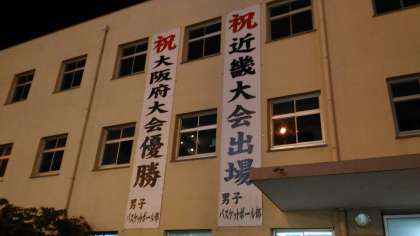 祝近畿大会出場
男子
バスケットボール部
祝大阪府大会優勝
男子
バスケットボール部